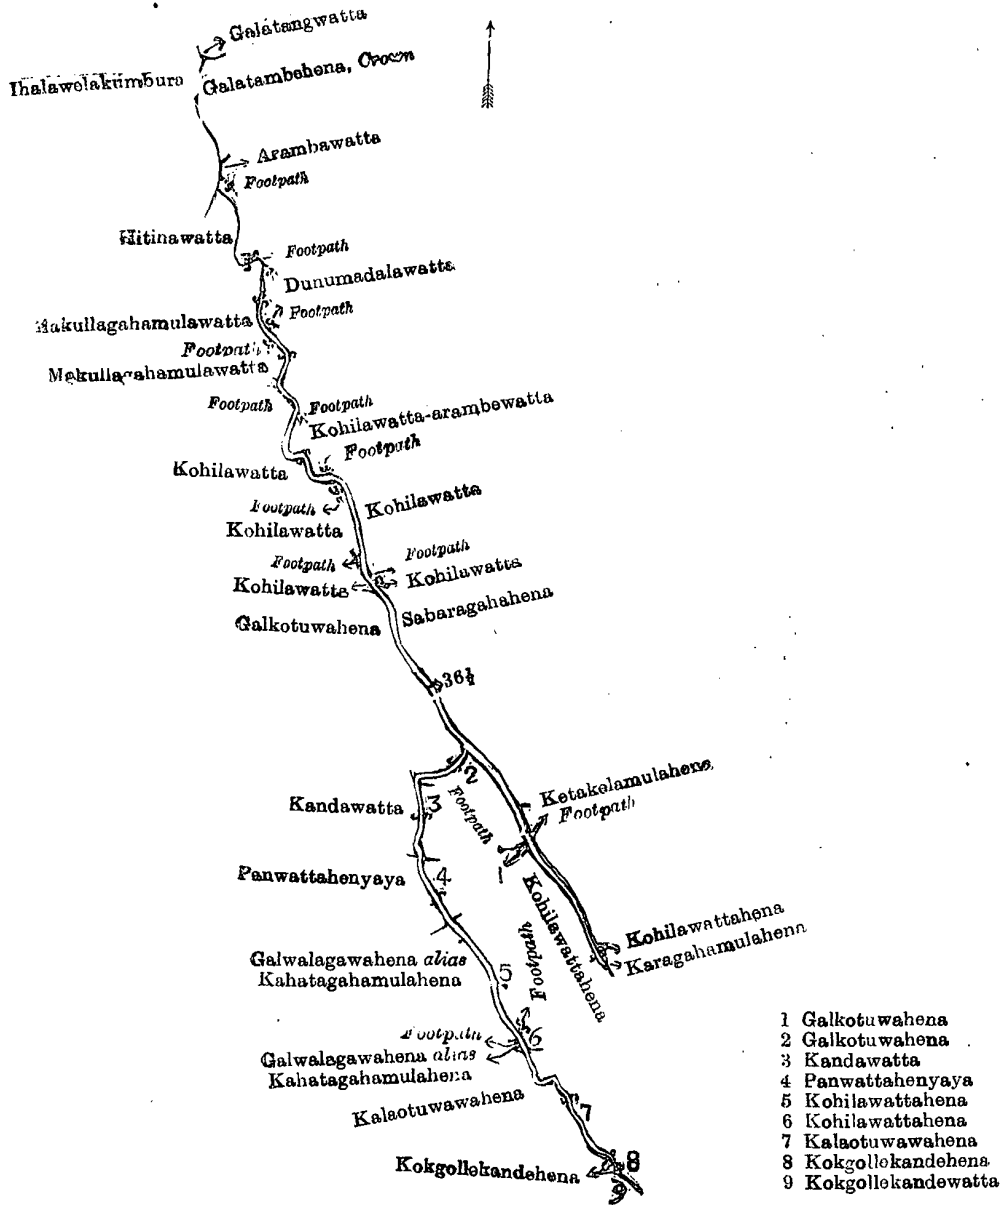 Galatangwatta
Ihalawelakumbura
Galatambehena, Crown
Arambawatta
Footpath
Hitinawatta
Footpath
Dunumadalawatta
Footpath
Makullagahamulawatta
Footpath
Makullagahamulawatta
Footpath
Footpath
Kohilawatta-arambewatta
Footpath
Kohilawatta
Kohilawatta
Footpath
Kohilawatta
Footpath
Footpath
Kohilawatta
Kohilawatta
Sabaragahahena
Galkotuwahena
36½
2
Ketakelamulahena
Footpath
Kandawatta
3
Footpath
1
Panwattahenyaya
4
Kohilawattahena
Kohilawattahena
Karagahamulahena
Footpath
Galwalagawahena alias
Kahatagahamulahena
5
6
Footpath
Galwalagawahena alias
Kahatagahamulahena
Kalaotuwawahena
7
Kokgollekandehena
8
9
1 Galkotuwahena
2 Galkotuwahena
3 Kandawatta
4 Panwattahenyaya
5 Kohilawattahena
6 Kohilawattahena
7 Kalaotuwawahena
8 Kokgollekandehena
9 Kokgollekandewatta